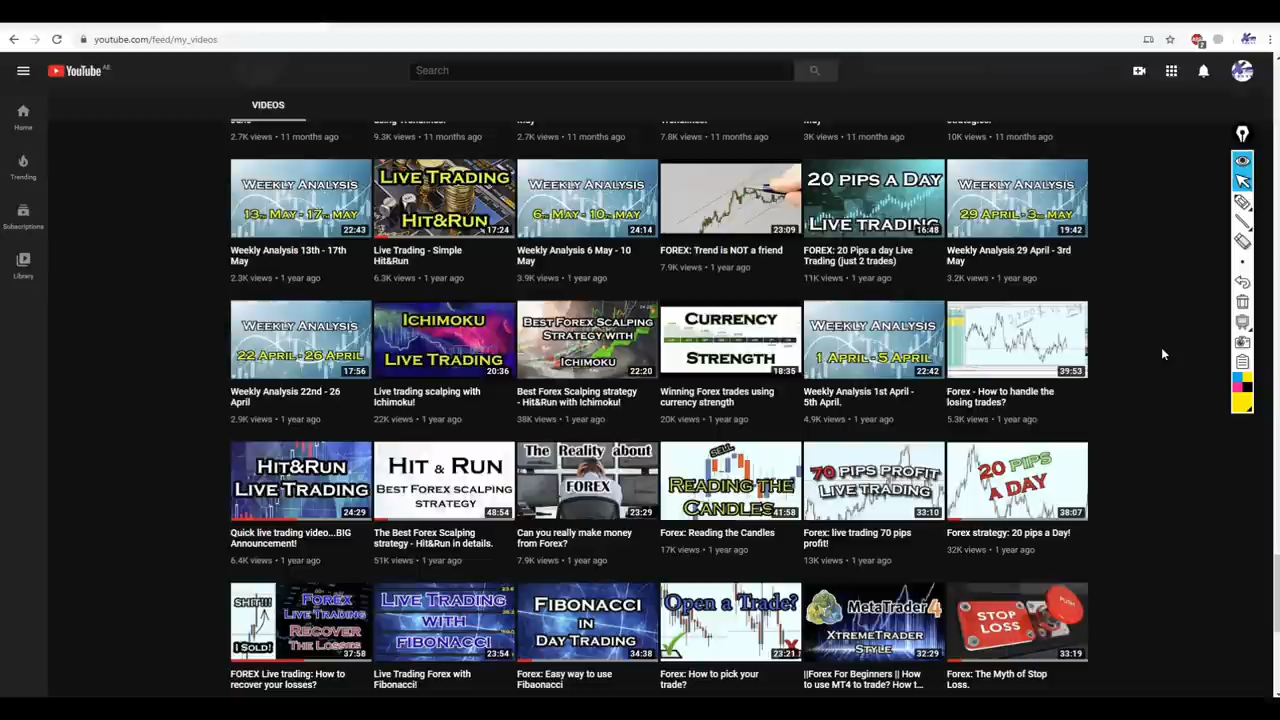 youtube.com/feed/my_videos
YouTube AE
Search
VIDEOS
Home
Trending
Subscriptions
Library
2.7K views • 11 months ago
9.3K views • 11 months ago
2.7K views • 11 months ago
7.8K views • 11 months ago
3K views • 11 months ago
10K views • 11 months ago
WEEKLY ANALYSIS
13TH MAY - 17TH MAY
22:43
LIVE TRADING
HIT&RUN
17:24
WEEKLY ANALYSIS
6TH MAY - 10TH MAY
24:14
23:09
20 PIPS A DAY
LIVE TRADING
16:48
WEEKLY ANALYSIS
29 APRIL - 3RD MAY
19:42
Weekly Analysis 13th - 17th
May
2.3K views • 1 year ago
Live Trading - Simple
Hit&Run
6.3K views • 1 year ago
Weekly Analysis 6 May - 10
May
3.9K views • 1 year ago
FOREX: Trend is NOT a friend
7.9K views • 1 year ago
FOREX: 20 Pips a day Live
Trading (just 2 trades)
11K views • 1 year ago
Weekly Analysis 29 April - 3rd
May
3.2K views • 1 year ago
WEEKLY ANALYSIS
22 APRIL - 26 APRIL
17:56
ICHIMOKU
LIVE TRADING
20:36
BEST FOREX SCALPING
STRATEGY WITH
ICHIMOKU
22:20
CURRENCY
STRENGTH
18:35
WEEKLY ANALYSIS
1 APRIL - 5 APRIL
22:42
39:53
Weekly Analysis 22nd - 26
April
2.9K views • 1 year ago
Live trading scalping with
Ichimoku!
22K views • 1 year ago
Best Forex Scalping strategy
- Hit&Run with Ichimoku!
38K views • 1 year ago
Winning Forex trades using
currency strength
20K views • 1 year ago
Weekly Analysis 1st April -
5th April.
4.9K views • 1 year ago
Forex - How to handle the
losing trades?
5.3K views • 1 year ago
HIT&RUN
LIVE TRADING
24:29
HIT & RUN
BEST FOREX SCALPING
STRATEGY
48:54
The Reality about
FOREX
23:29
SELL
READING THE
CANDLES
41:58
70 PIPS PROFIT
LIVE TRADING
33:10
20 PIPS
A DAY
38:07
Quick live trading video...BIG
Announcement!
6.4K views • 1 year ago
The Best Forex Scalping
strategy - Hit&Run in details.
51K views • 1 year ago
Can you really make money
from Forex?
7.9K views • 1 year ago
Forex: Reading the Candles
17K views • 1 year ago
Forex: live trading 70 pips
profit!
13K views • 1 year ago
Forex strategy: 20 pips a Day!
32K views • 1 year ago
SHIT!!!
I SOLD!
FOREX
LIVE TRADING
RECOVER
THE LOSSES
37:58
LIVE TRADING
WITH
FIBONACCI
23:54
FIBONACCI
IN
DAY TRADING
34:38
Open a Trade?
23:21
MetaTrader 4
XTREMETRADER
STYLE
32:29
STOP
LOSS
PUSH
33:19
FOREX Live trading: How to
recover your losses?
Live Trading Forex with
Fibonacci!
Forex: Easy way to use
Fibaonacci
Forex: How to pick your
trade?
||Forex For Beginners || How
to use MT4 to trade? How t...
Forex: The Myth of Stop
Loss.